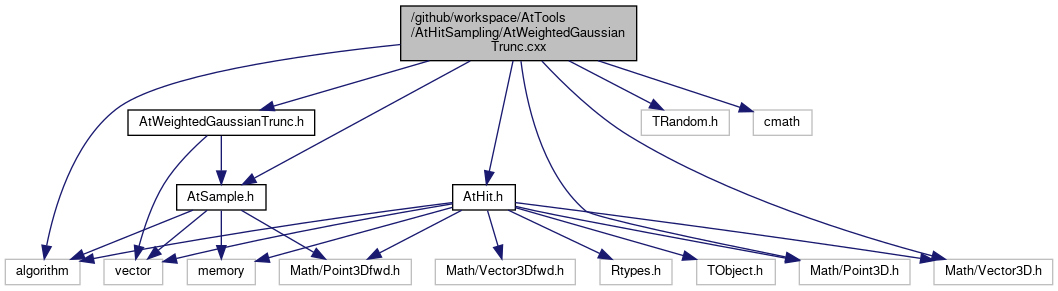 /github/workspace/AtTools
/AtHitSampling/AtWeightedGaussian
Trunc.cxx
AtWeightedGaussianTrunc.h
TRandom.h
cmath
AtSample.h
AtHit.h
algorithm
vector
memory
Math/Point3Dfwd.h
Math/Vector3Dfwd.h
Rtypes.h
TObject.h
Math/Point3D.h
Math/Vector3D.h